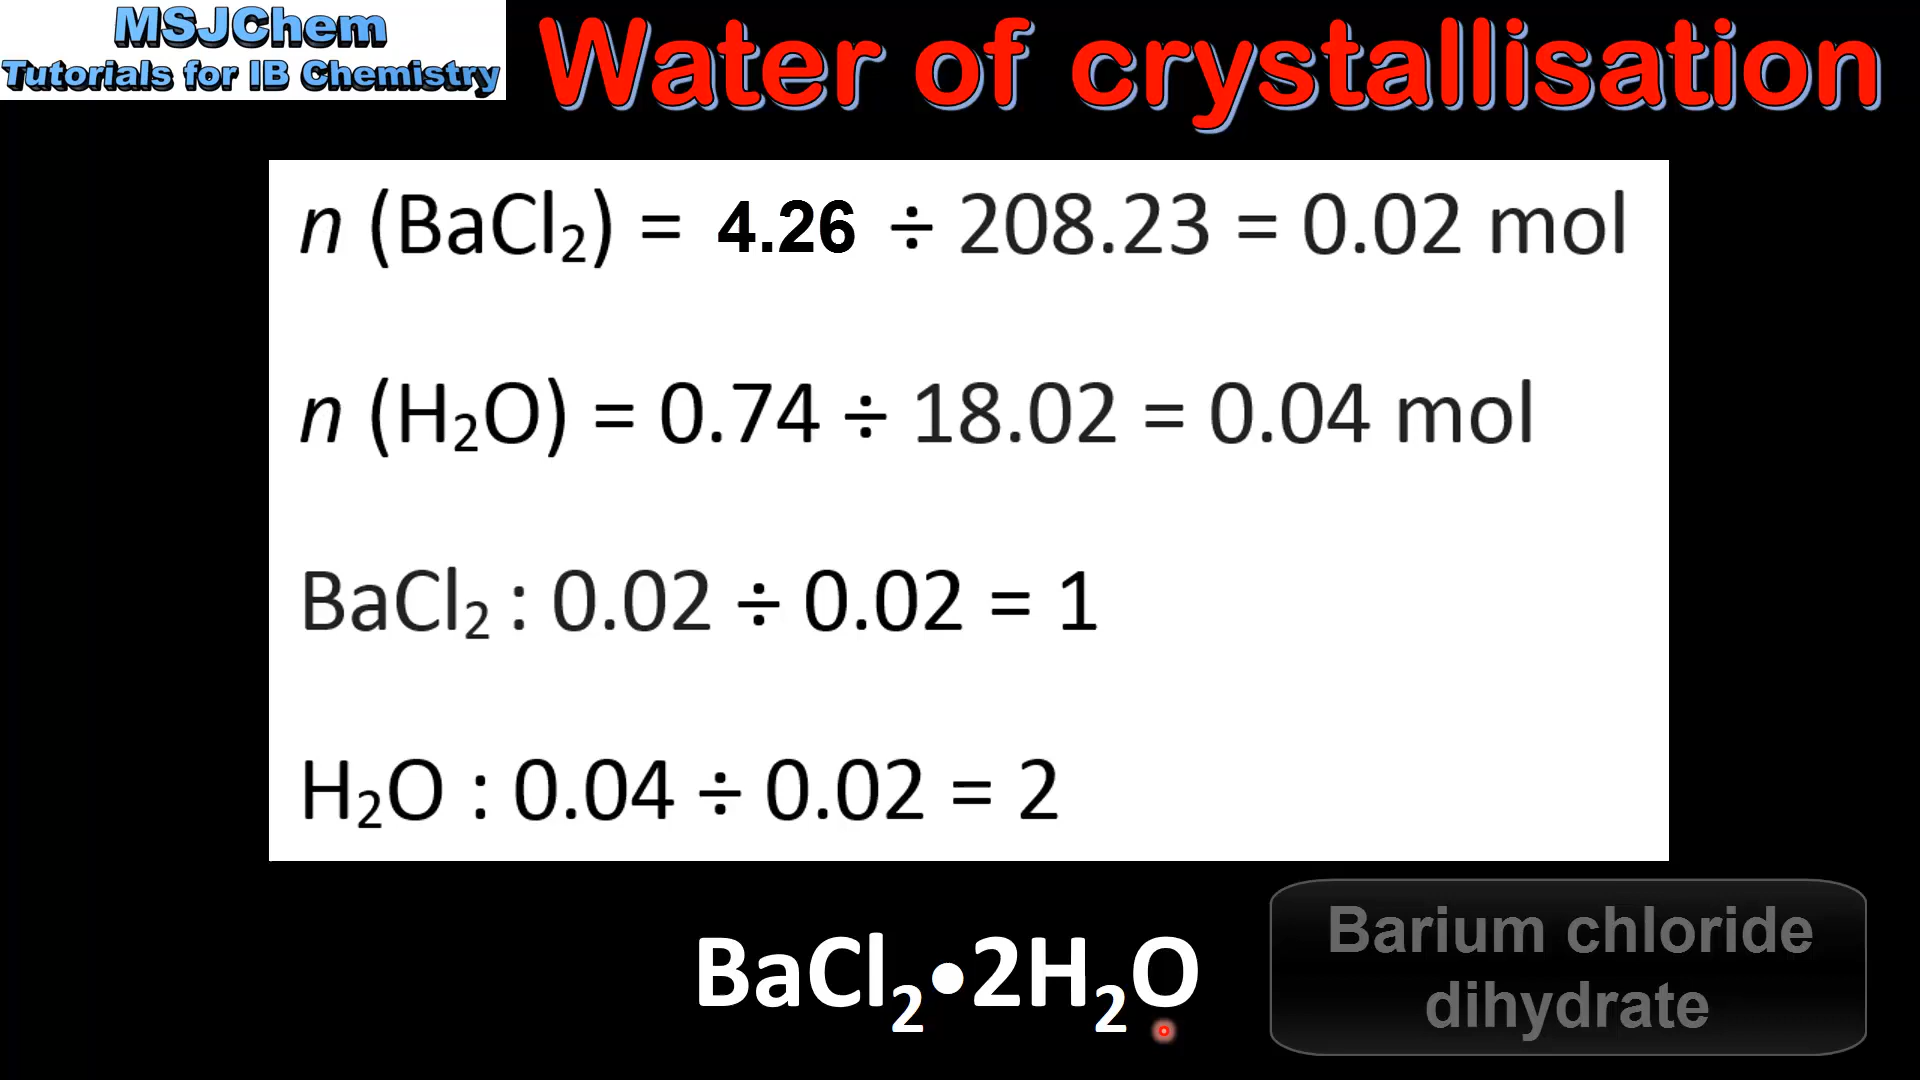 MSJChem
Tutorials for IB Chemistry
Water of crystallisation
n (BaCl₂) = 4.26 ÷ 208.23 = 0.02 mol
n (H₂O) = 0.74 ÷ 18.02 = 0.04 mol
BaCl₂ : 0.02 ÷ 0.02 = 1
H₂O : 0.04 ÷ 0.02 = 2
BaCl₂•2H₂O
Barium chloride
dihydrate